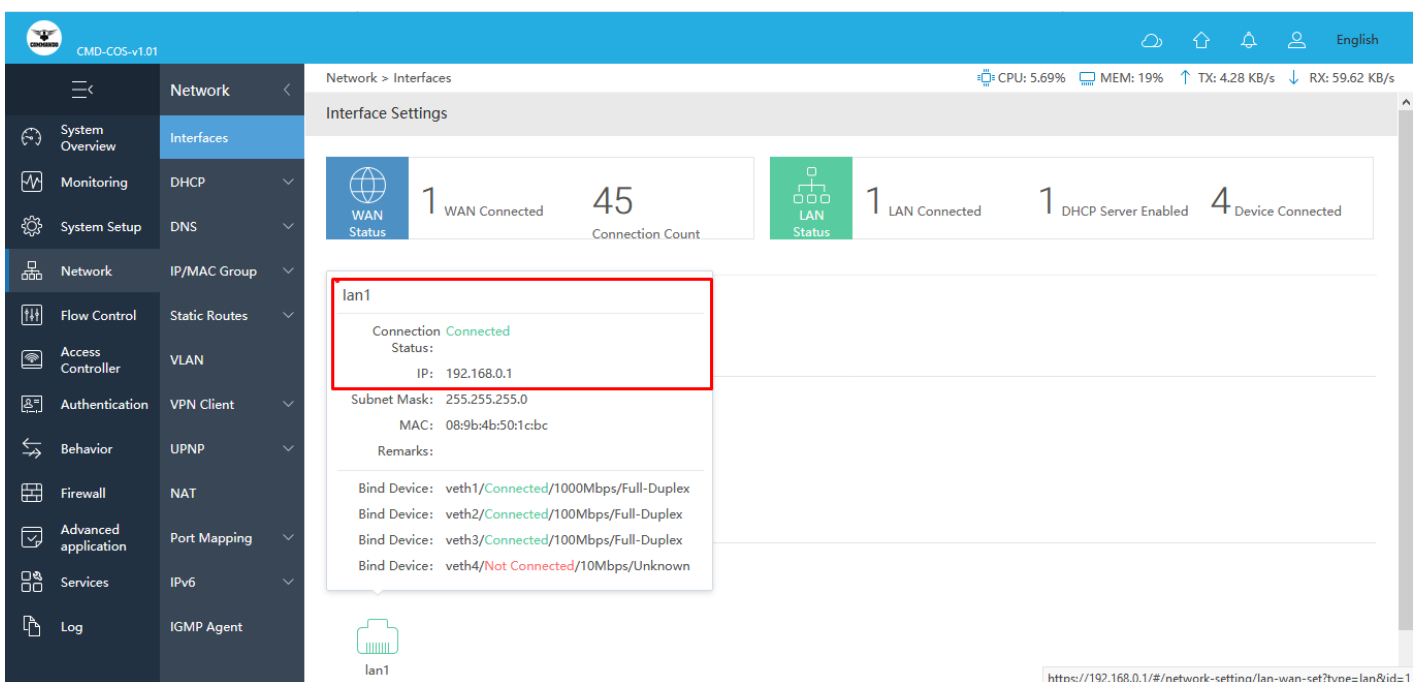 COMMANDO
CMD-COS-v1.01
English
Network
Network > Interfaces
CPU: 5.69% MEM: 19% TX: 4.28 KB/s RX: 59.62 KB/s
Interface Settings
System
Overview
Monitoring
System Setup
Network
Flow Control
Access
Controller
Authentication
Behavior
Firewall
Advanced
application
Services
Log
Interfaces
DHCP
DNS
IP/MAC Group
Static Routes
VLAN
VPN Client
UPNP
NAT
Port Mapping
IPv6
IGMP Agent
WAN
Status
1 WAN Connected
45
Connection Count
LAN
Status
1 LAN Connected
1 DHCP Server Enabled
4 Device Connected
lan1
Connection Connected
Status:
IP: 192.168.0.1
Subnet Mask: 255.255.255.0
MAC: 08:9b:4b:50:1c:bc
Remarks:
Bind Device: veth1/Connected/1000Mbps/Full-Duplex
Bind Device: veth2/Connected/100Mbps/Full-Duplex
Bind Device: veth3/Connected/100Mbps/Full-Duplex
Bind Device: veth4/Not Connected/10Mbps/Unknown
lan1
https://192.168.0.1/#/network-setting/lan-wan-set?type=lan&id=1